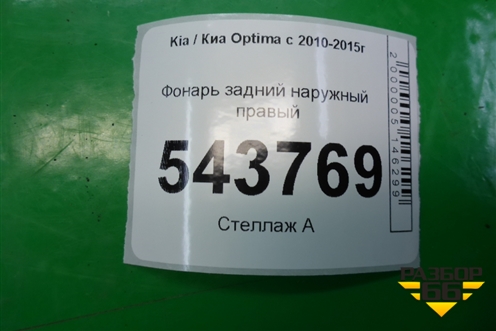 Kia / Киа Optima с 2010-2015г
Фонарь задний наружный
правый
543769
Стеллаж А
2000005146299
РАЗБОР
66